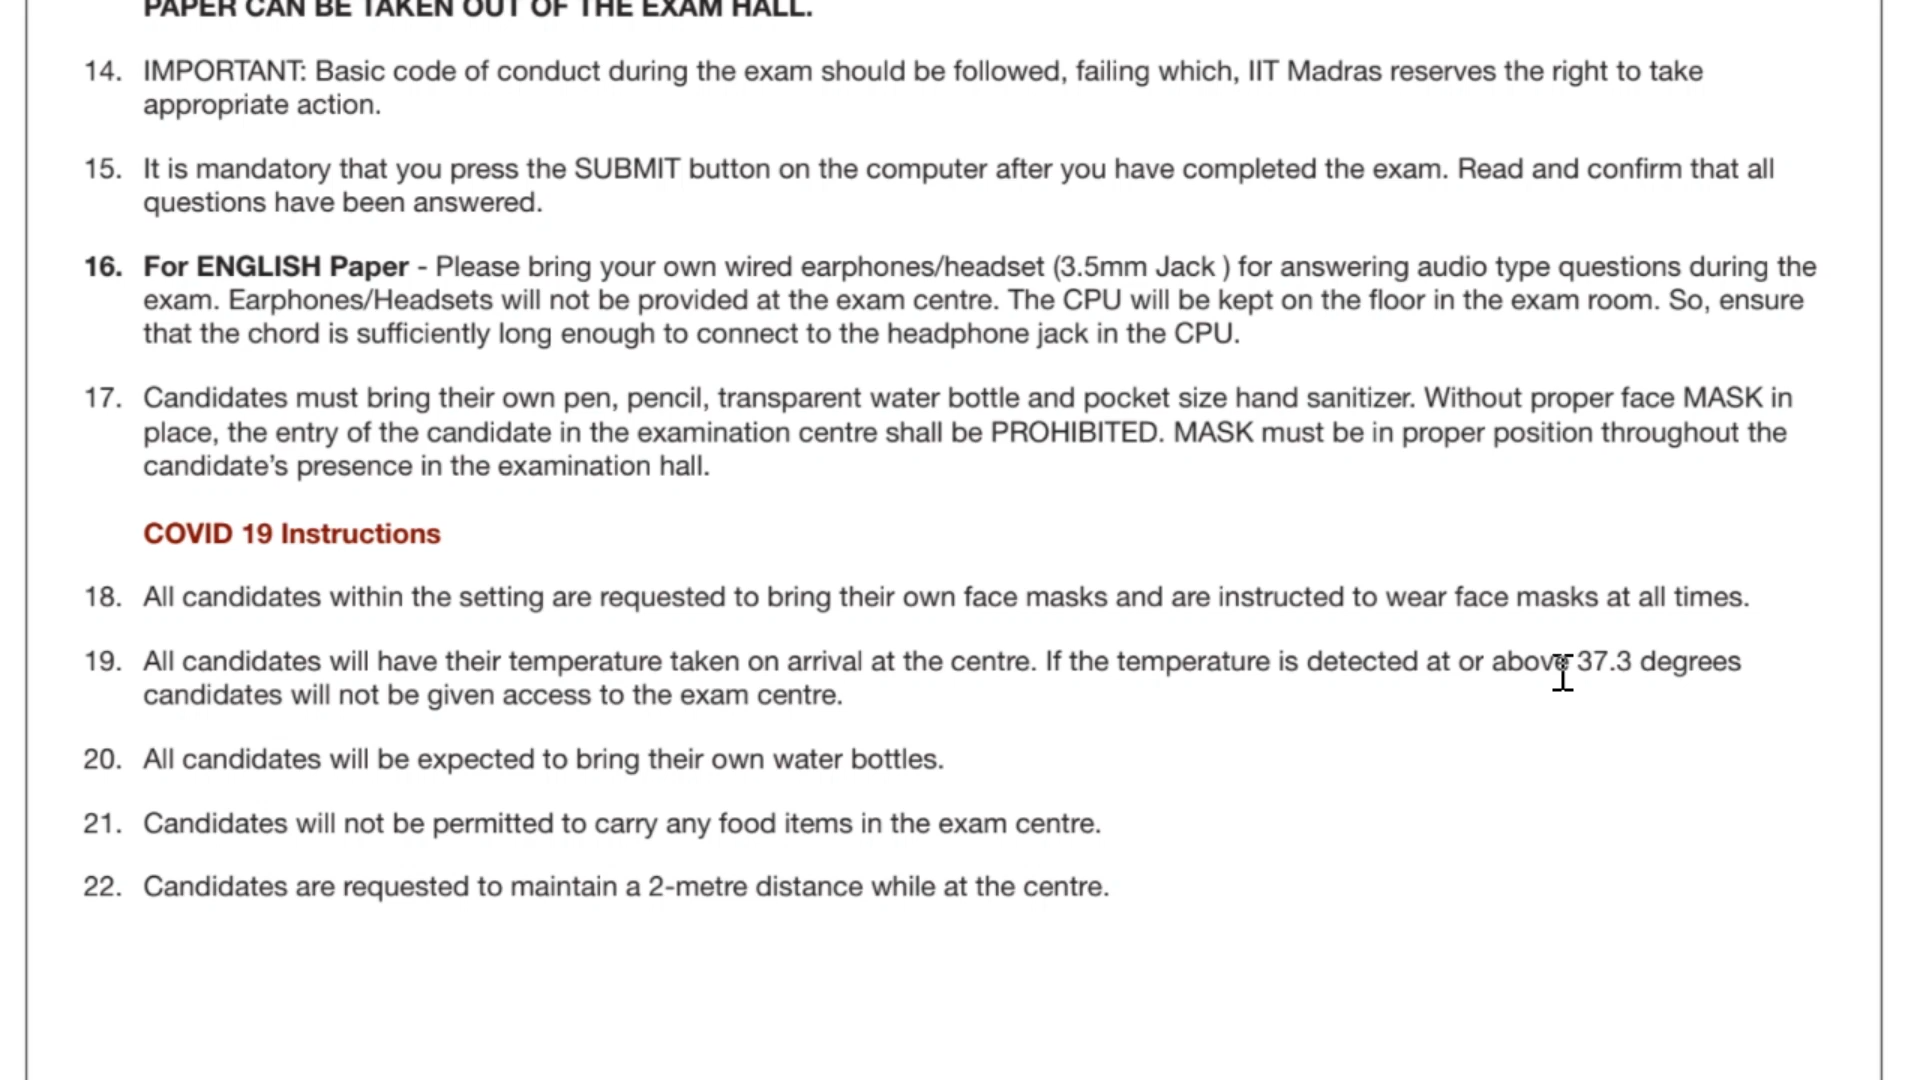 PAPER CAN BE TAKEN OUT OF THE EXAM HALL.
14. IMPORTANT: Basic code of conduct during the exam should be followed, failing which, IIT Madras reserves the right to take
appropriate action.
15. It is mandatory that you press the SUBMIT button on the computer after you have completed the exam. Read and confirm that all
questions have been answered.
16. For ENGLISH Paper - Please bring your own wired earphones/headset (3.5mm Jack ) for answering audio type questions during the
exam. Earphones/Headsets will not be provided at the exam centre. The CPU will be kept on the floor in the exam room. So, ensure
that the chord is sufficiently long enough to connect to the headphone jack in the CPU.
17. Candidates must bring their own pen, pencil, transparent water bottle and pocket size hand sanitizer. Without proper face MASK in
place, the entry of the candidate in the examination centre shall be PROHIBITED. MASK must be in proper position throughout the
candidate’s presence in the examination hall.
COVID 19 Instructions
18. All candidates within the setting are requested to bring their own face masks and are instructed to wear face masks at all times.
19. All candidates will have their temperature taken on arrival at the centre. If the temperature is detected at or above 37.3 degrees
candidates will not be given access to the exam centre.
20. All candidates will be expected to bring their own water bottles.
21. Candidates will not be permitted to carry any food items in the exam centre.
22. Candidates are requested to maintain a 2-metre distance while at the centre.